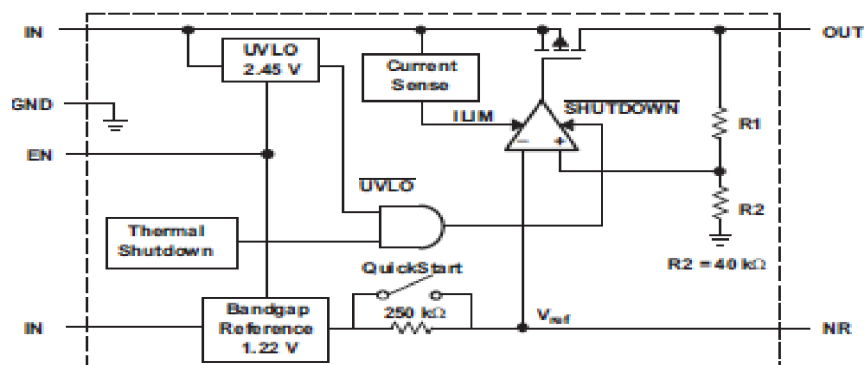 IN
OUT
UVLO
2.45 V
Current
Sense
GND
ILIM
SHUTDOWN
R1
EN
− +
UVLO
R2
Thermal
Shutdown
R2 = 40 kΩ
QuickStart
250 kΩ
IN
Bandgap
Reference
1.22 V
Vref
NR